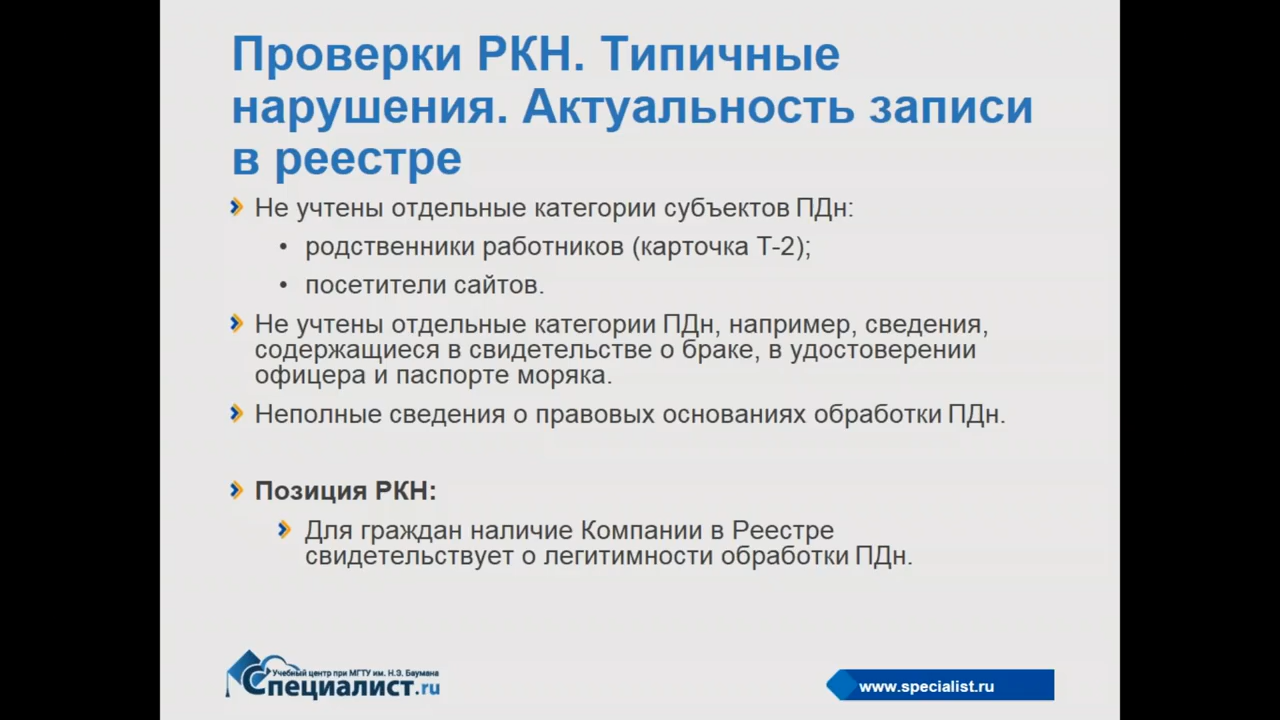 Проверки РКН. Типичные
нарушения. Актуальность записи
в реестре
Не учтены отдельные категории субъектов ПДн:
• родственники работников (карточка Т-2);
• посетители сайтов.
Не учтены отдельные категории ПДн, например, сведения,
содержащиеся в свидетельстве о браке, в удостоверении
офицера и паспорте моряка.
Неполные сведения о правовых основаниях обработки ПДн.
Позиция РКН:
Для граждан наличие Компании в Реестре
свидетельствует о легитимности обработки ПДн.
Учебный центр при МГТУ им. Н.Э. Баумана
Специалист.ru
www.specialist.ru